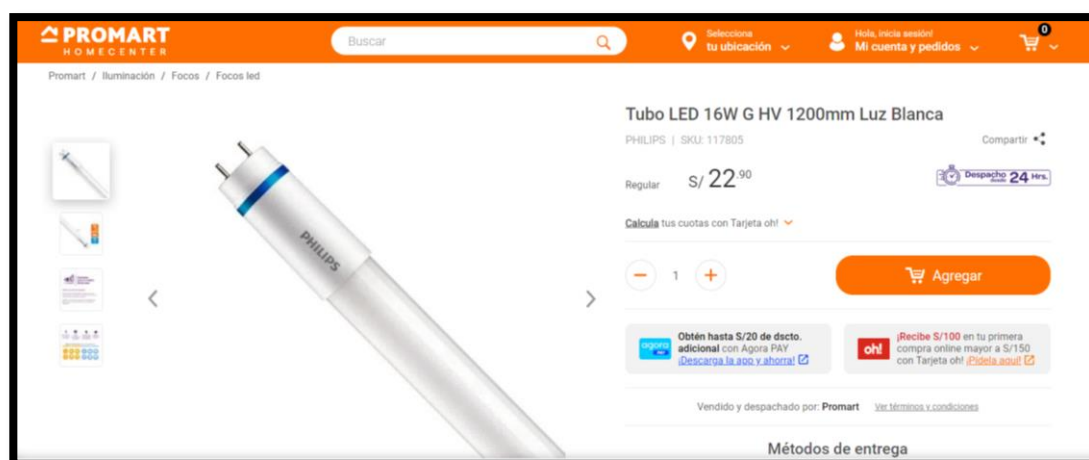 PROMART
HOMECENTER
Buscar
Selecciona
tu ubicación
Hola, inicia sesión!
Mi cuenta y pedidos
0
Promart / Iluminación / Focos / Focos led
Tubo LED 16W G HV 1200mm Luz Blanca
PHILIPS | SKU: 117805
Compartir
Regular S/ 22.90
Despacho desde 24 Hrs.
Calcula tus cuotas con Tarjeta oh!
1
Agregar
PHILIPS
agora
Obtén hasta S/20 de dscto.
adicional con Agora PAY
¡Descarga la app y ahorra!
oh!
¡Recibe S/100 en tu primera
compra online mayor a S/150
con Tarjeta oh! ¡Pídela aquí!
Vendido y despachado por: Promart Ver términos y condiciones
Métodos de entrega